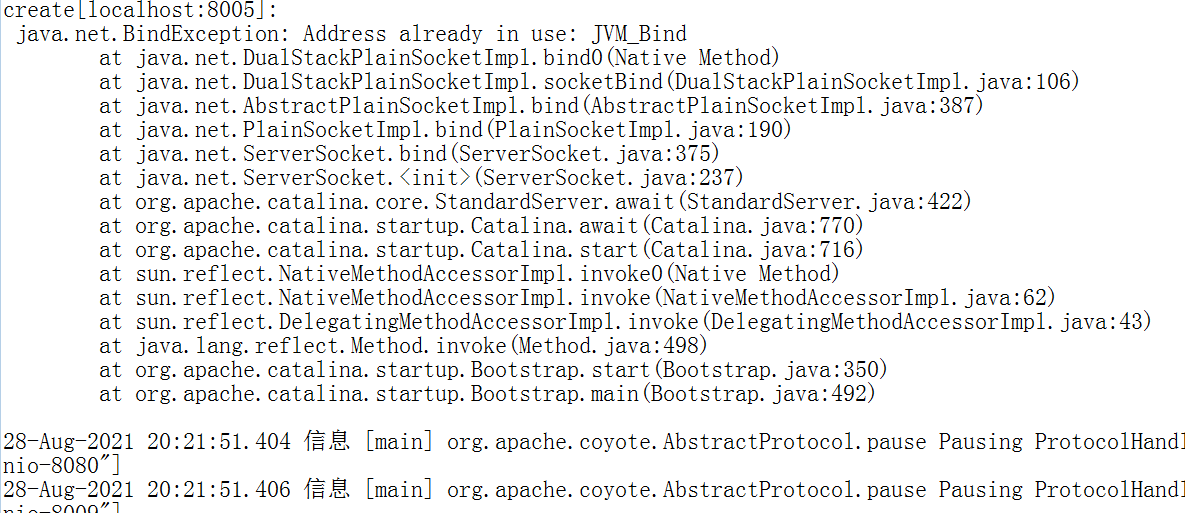 create[localhost:8005]:
java.net.BindException: Address already in use: JVM_Bind
at java.net.DualStackPlainSocketImpl.bind0(Native Method)
at java.net.DualStackPlainSocketImpl.socketBind(DualStackPlainSocketImpl.java:106)
at java.net.AbstractPlainSocketImpl.bind(AbstractPlainSocketImpl.java:387)
at java.net.PlainSocketImpl.bind(PlainSocketImpl.java:190)
at java.net.ServerSocket.bind(ServerSocket.java:375)
at java.net.ServerSocket.<init>(ServerSocket.java:237)
at org.apache.catalina.core.StandardServer.await(StandardServer.java:422)
at org.apache.catalina.startup.Catalina.await(Catalina.java:770)
at org.apache.catalina.startup.Catalina.start(Catalina.java:716)
at sun.reflect.NativeMethodAccessorImpl.invoke0(Native Method)
at sun.reflect.NativeMethodAccessorImpl.invoke(NativeMethodAccessorImpl.java:62)
at sun.reflect.DelegatingMethodAccessorImpl.invoke(DelegatingMethodAccessorImpl.java:43)
at java.lang.reflect.Method.invoke(Method.java:498)
at org.apache.catalina.startup.Bootstrap.start(Bootstrap.java:350)
at org.apache.catalina.startup.Bootstrap.main(Bootstrap.java:492)
28-Aug-2021 20:21:51.404 信息 [main] org.apache.coyote.AbstractProtocol.pause Pausing ProtocolHandl
nio-8080"]
28-Aug-2021 20:21:51.406 信息 [main] org.apache.coyote.AbstractProtocol.pause Pausing ProtocolHandl
nio-8009"]